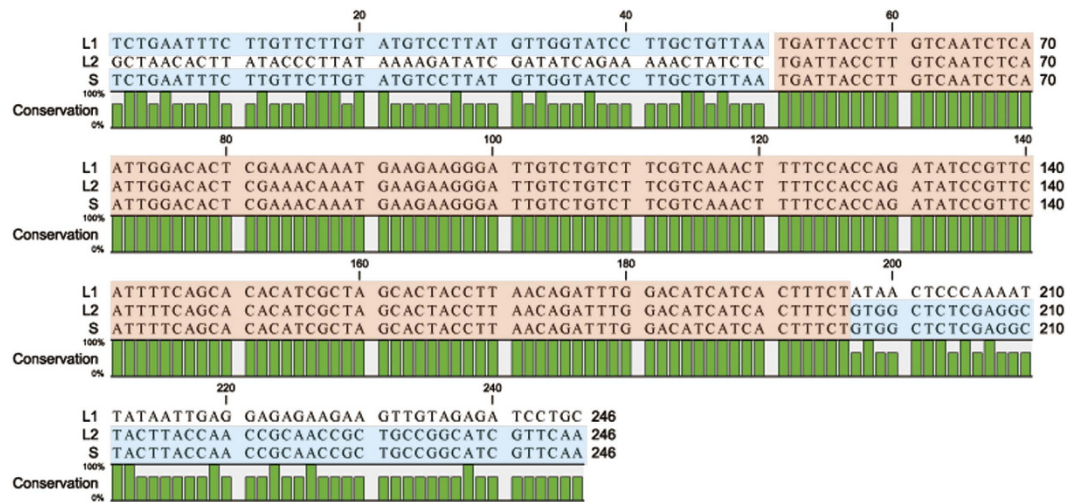 20 40 60
L1 TCTGAATTTC TTGTTCTTGT ATGTCCTTAT GTTGGTATCC TTGCTGTTAA TGATTACCTT GTCAATCTCA 70
L2 GCTAACACTT ATACCCTTAT AAAAGATATC GATATCAGAA AAACTATCTC TGATTACCTT GTCAATCTCA 70
S TCTGAATTTC TTGTTCTTGT ATGTCCTTAT GTTGGTATCC TTGCTGTTAA TGATTACCTT GTCAATCTCA 70
100%
Conservation
0%
80 100 120 140
L1 ATTGGACACT CGAAACAAAT GAAGAAGGGA TTGTCTGTCT TCGTCAAACT TTTCCACCAG ATATCCGTTC 140
L2 ATTGGACACT CGAAACAAAT GAAGAAGGGA TTGTCTGTCT TCGTCAAACT TTTCCACCAG ATATCCGTTC 140
S ATTGGACACT CGAAACAAAT GAAGAAGGGA TTGTCTGTCT TCGTCAAACT TTTCCACCAG ATATCCGTTC 140
100%
Conservation
0%
160 180 200
L1 ATTTTCAGCA CACATCGCTA GCACTACCTT AACAGATTTG GACATCATCA CTTTCTATAA CTCCCAAAAT 210
L2 ATTTTCAGCA CACATCGCTA GCACTACCTT AACAGATTTG GACATCATCA CTTTCTGTGG CTCTCGAGGC 210
S ATTTTCAGCA CACATCGCTA GCACTACCTT AACAGATTTG GACATCATCA CTTTCTGTGG CTCTCGAGGC 210
100%
Conservation
0%
220 240
L1 TATAATTGAG GAGAGAAGAA GTTGTAGAGA TCCTGC 246
L2 TACTTACCAA CCGCAACCGC TGCCGGCATC GTTCAA 246
S TACTTACCAA CCGCAACCGC TGCCGGCATC GTTCAA 246
100%
Conservation
0%